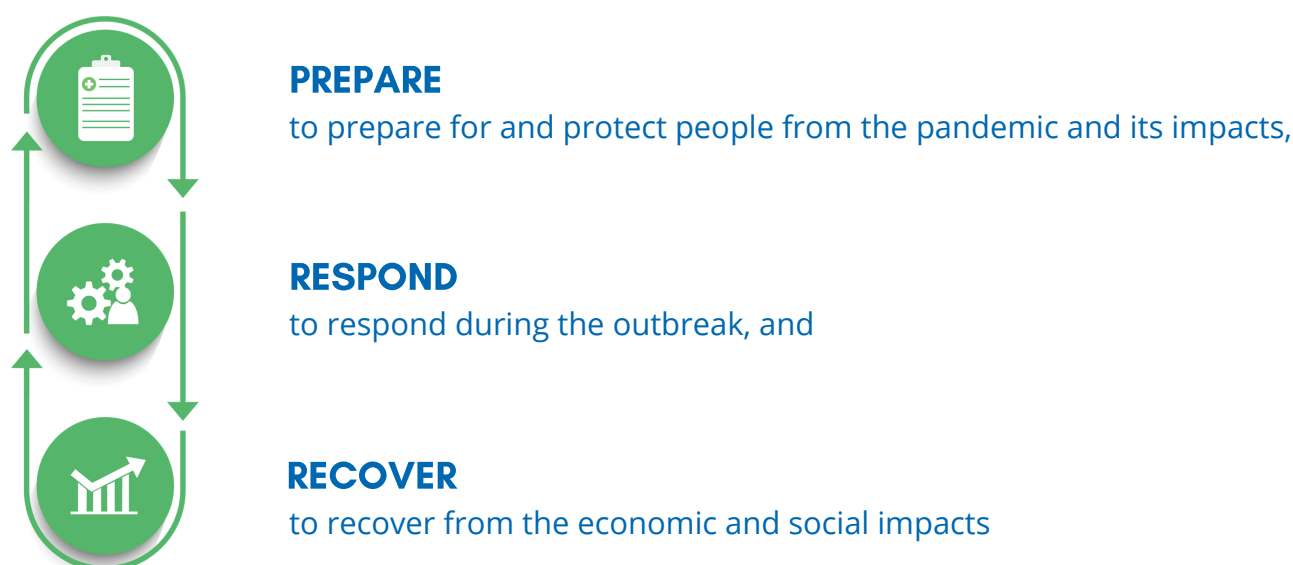 PREPARE
to prepare for and protect people from the pandemic and its impacts,
RESPOND
to respond during the outbreak, and
RECOVER
to recover from the economic and social impacts